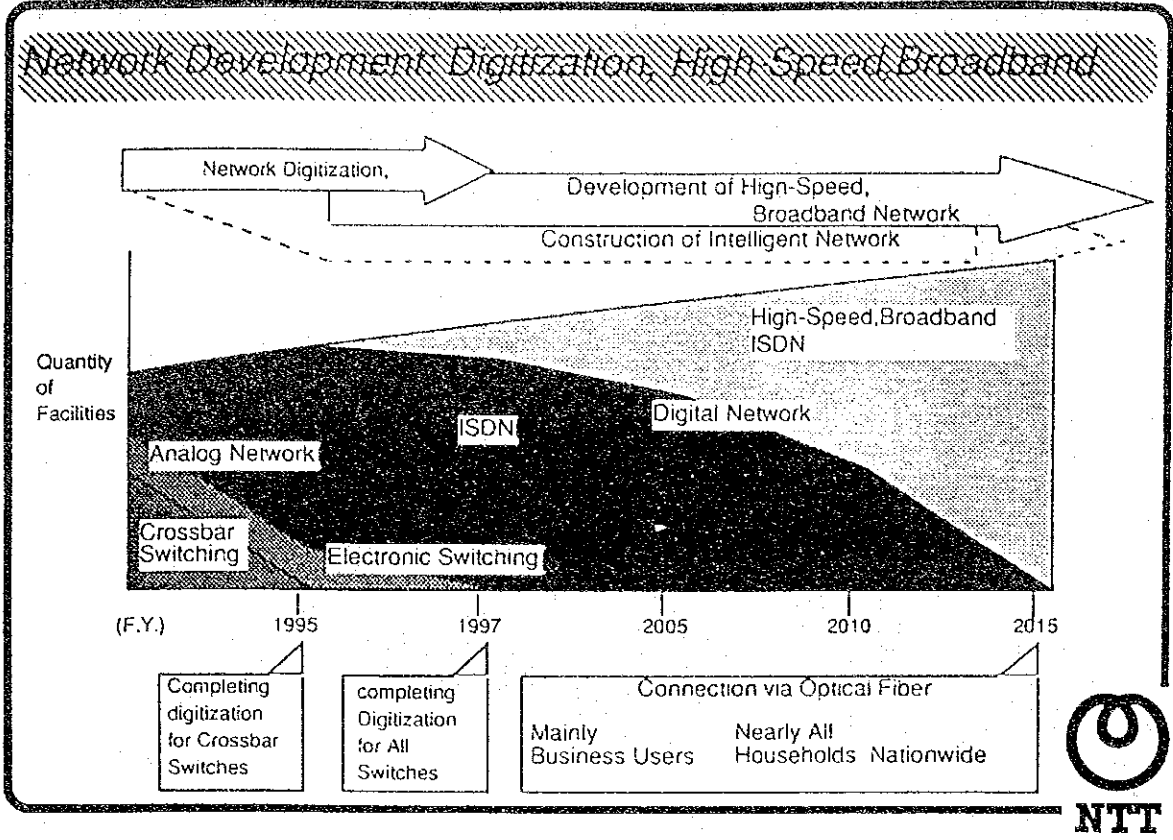 Network Development: Digitization, High-Speed,Broadband
Network Digitization,
Development of Hign-Speed,
Broadband Network
Construction of Intelligent Network
High-Speed,Broadband
ISDN
Quantity
of
Facilities
Digital Network
ISDN
Analog Network
Crossbar
Switching
Electronic Switching
(F.Y.) 1995 1997 2005 2010 2015
Completing
digitization
for Crossbar
Switches
completing
Digitization
for All
Switches
Connection via Optical Fiber
Mainly Nearly All
Business Users Households Nationwide
NTT